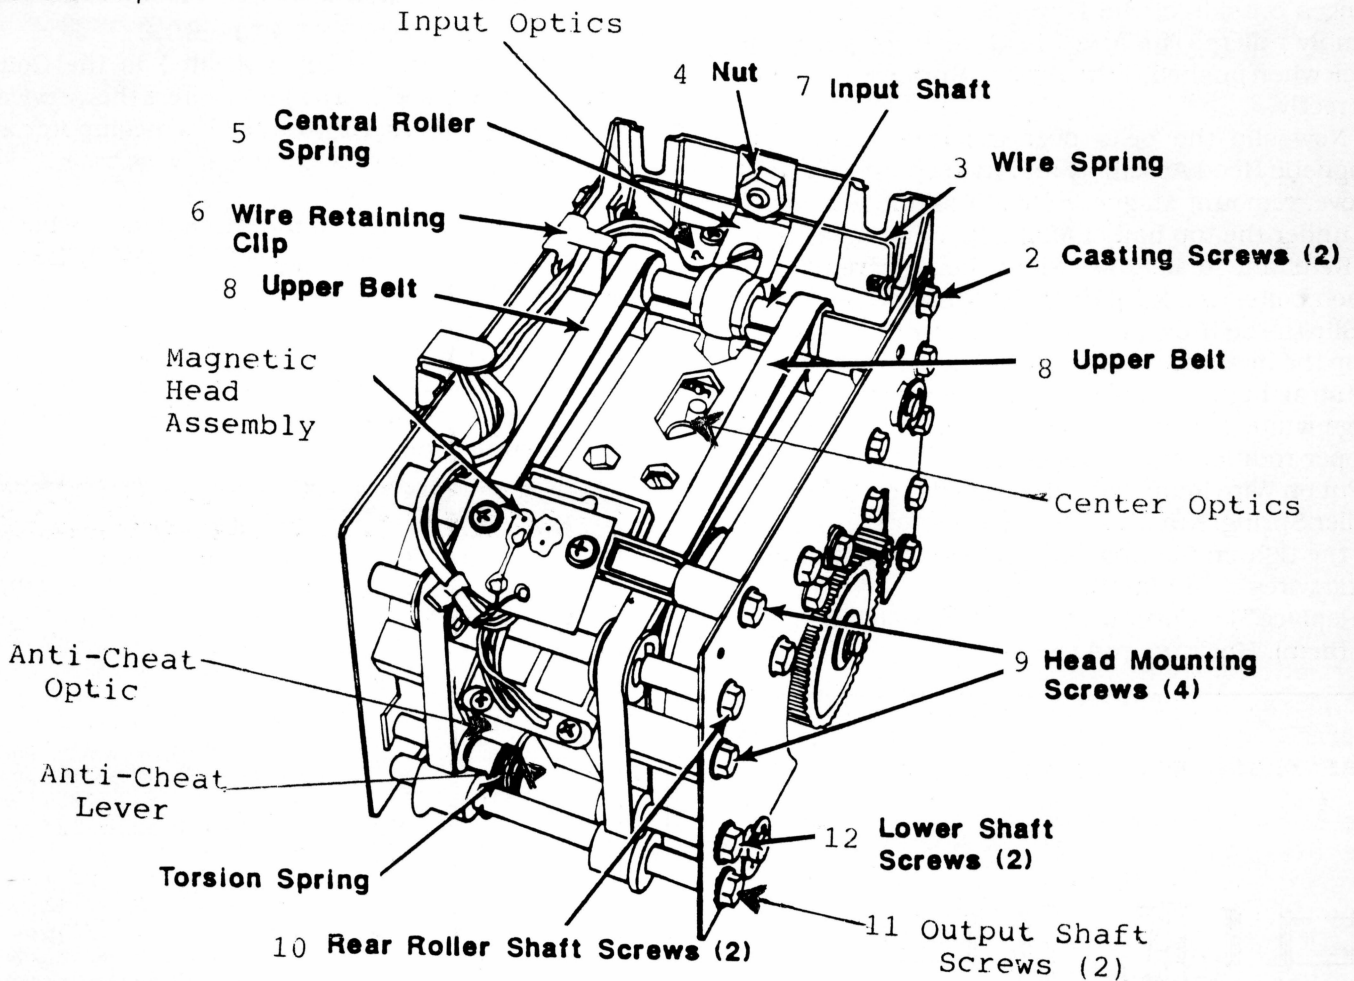 Input Optics
4 Nut
7 Input Shaft
5 Central Roller
Spring
3 Wire Spring
6 Wire Retaining
Clip
2 Casting Screws (2)
8 Upper Belt
Magnetic
Head
Assembly
8 Upper Belt
Center Optics
Anti-Cheat
Optic
9 Head Mounting
Screws (4)
Anti-Cheat
Lever
12 Lower Shaft
Screws (2)
Torsion Spring
10 Rear Roller Shaft Screws (2)
11 Output Shaft
Screws (2)